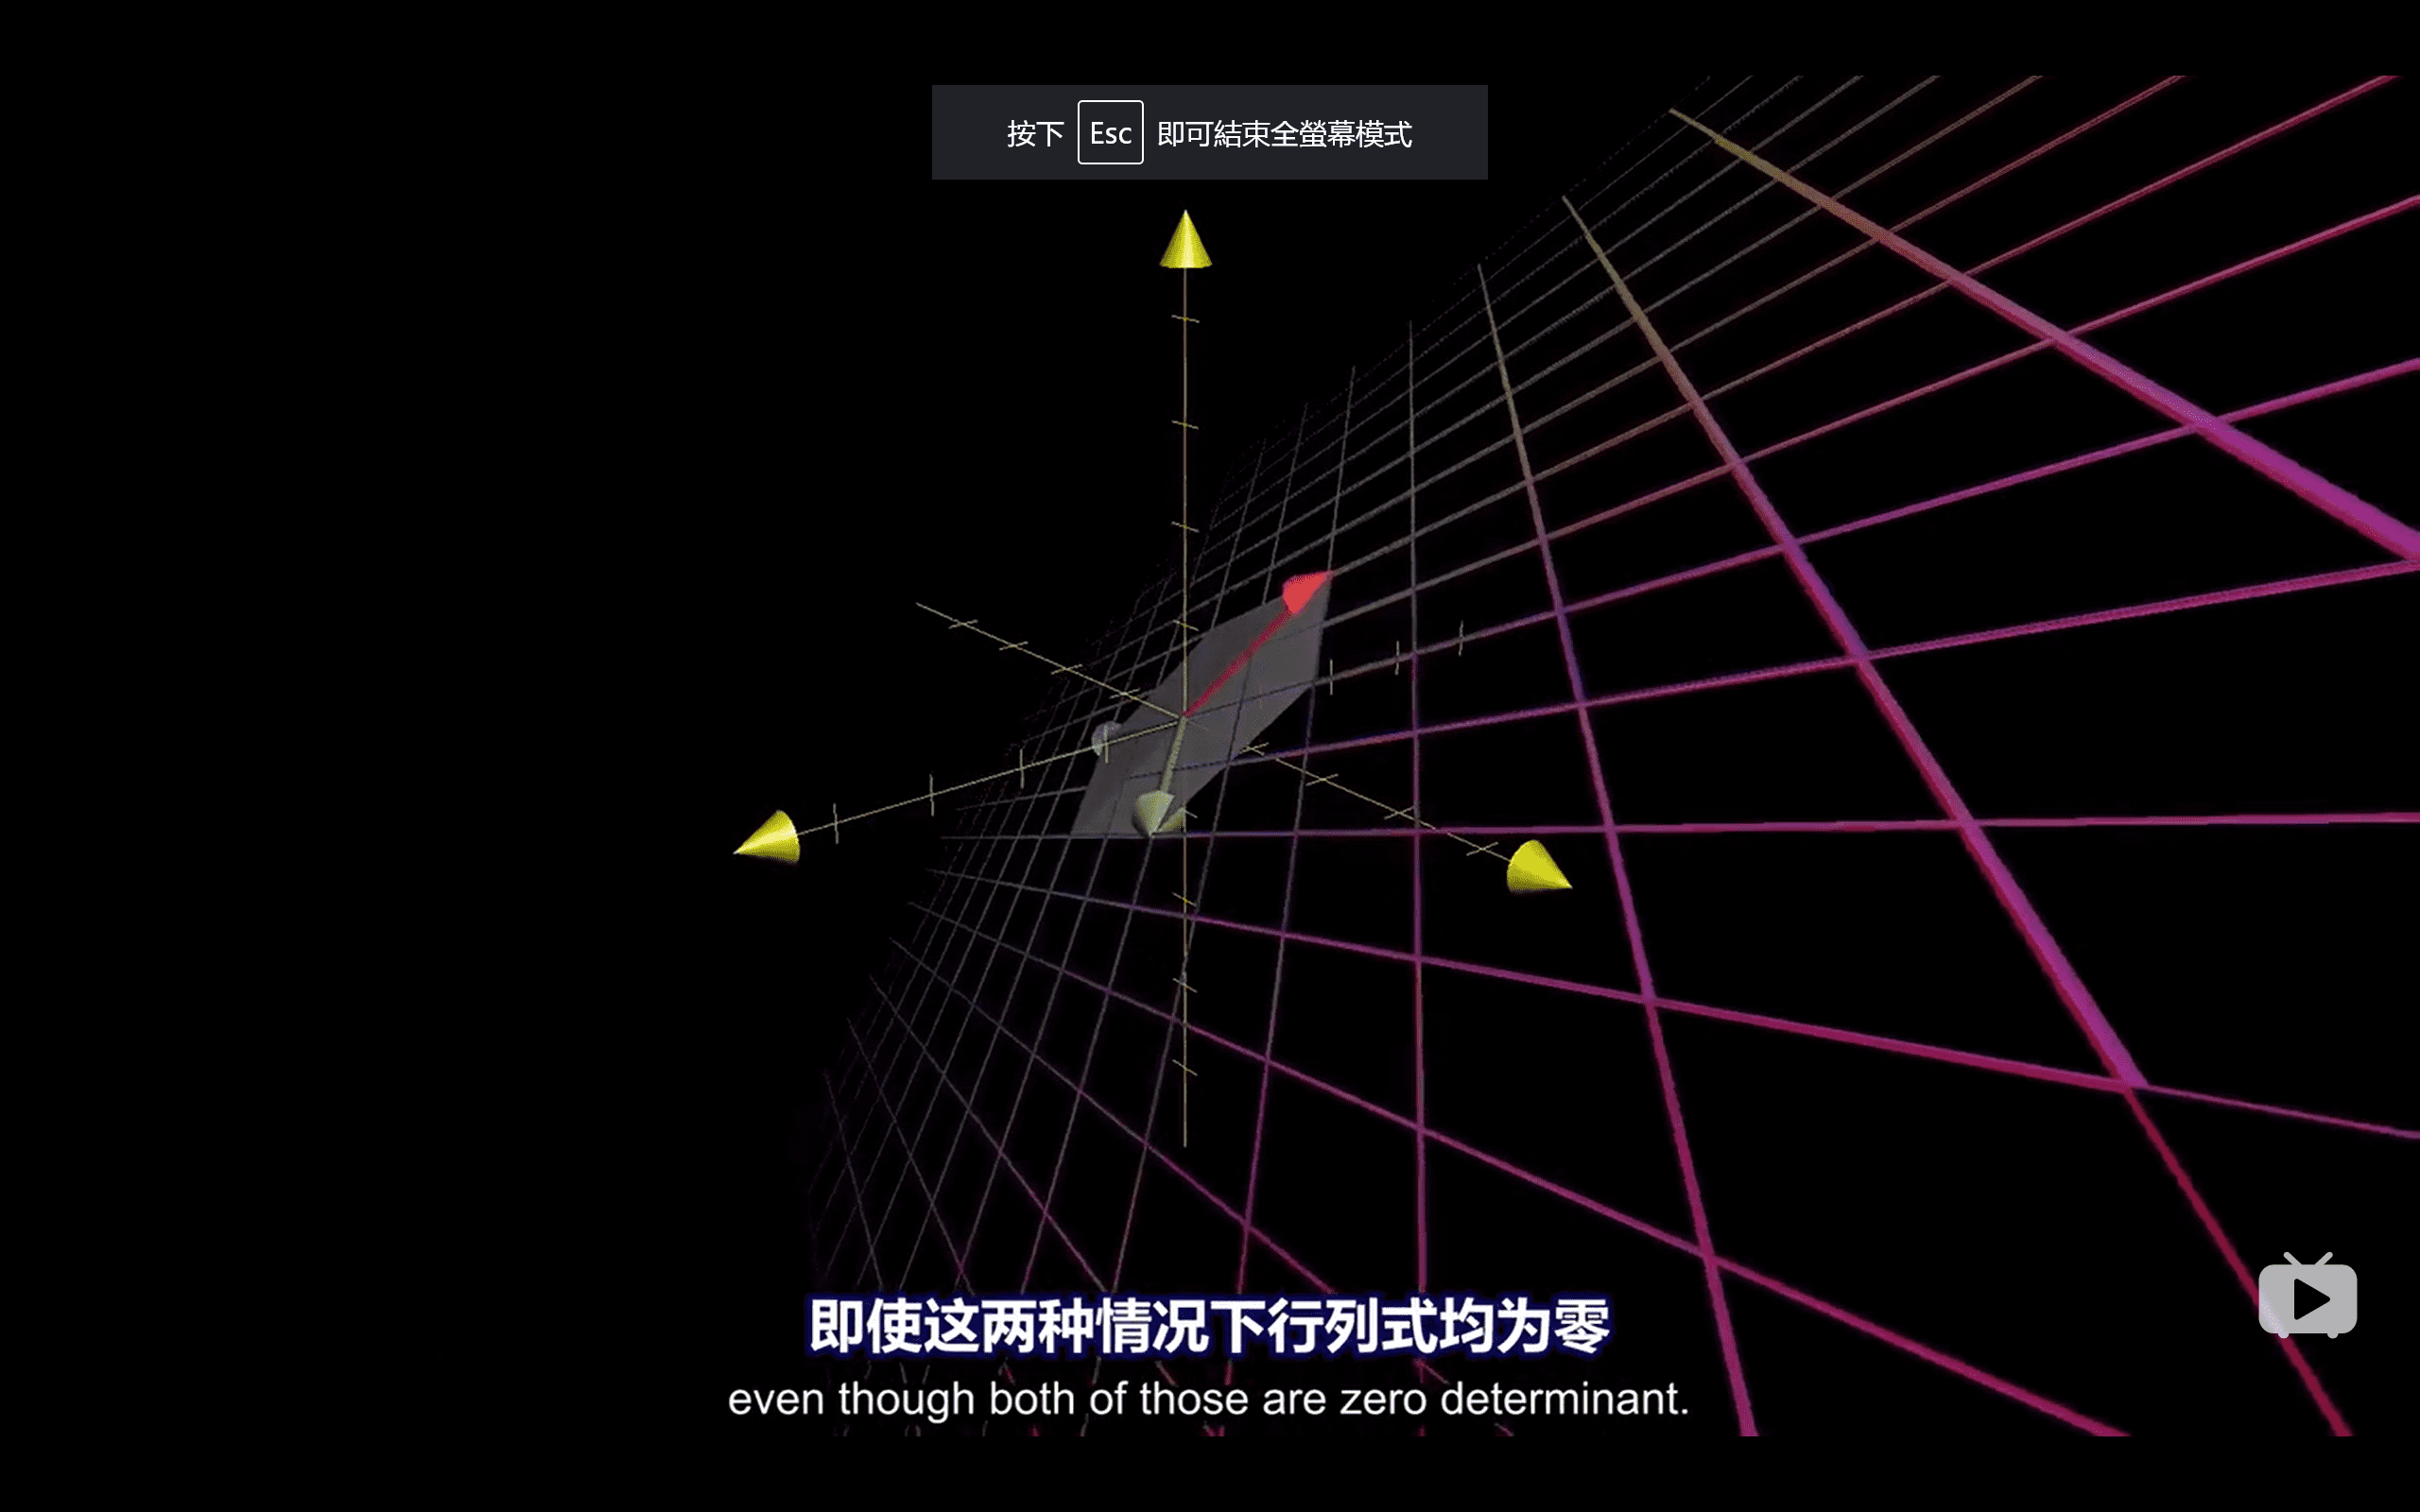 按下 Esc 即可結束全螢幕模式
即使这两种情况下行列式均为零
even though both of those are zero determinant.